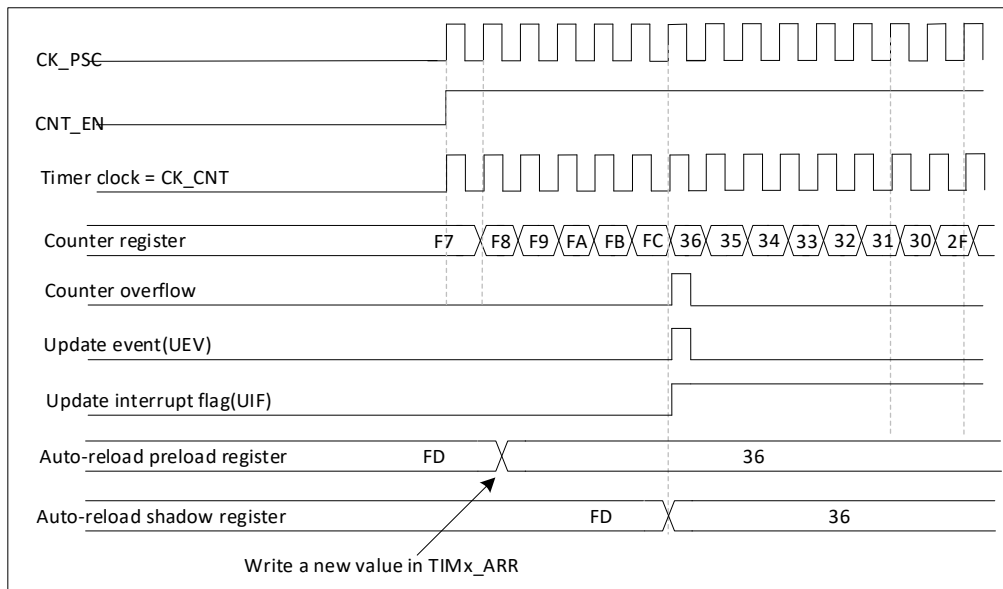 CK_PSC
CNT_EN
Timer clock = CK_CNT
Counter register F7 F8 F9 FA FB FC 36 35 34 33 32 31 30 2F
Counter overflow
Update event(UEV)
Update interrupt flag(UIF)
Auto-reload preload register FD 36
Auto-reload shadow register FD 36
Write a new value in TIMx_ARR